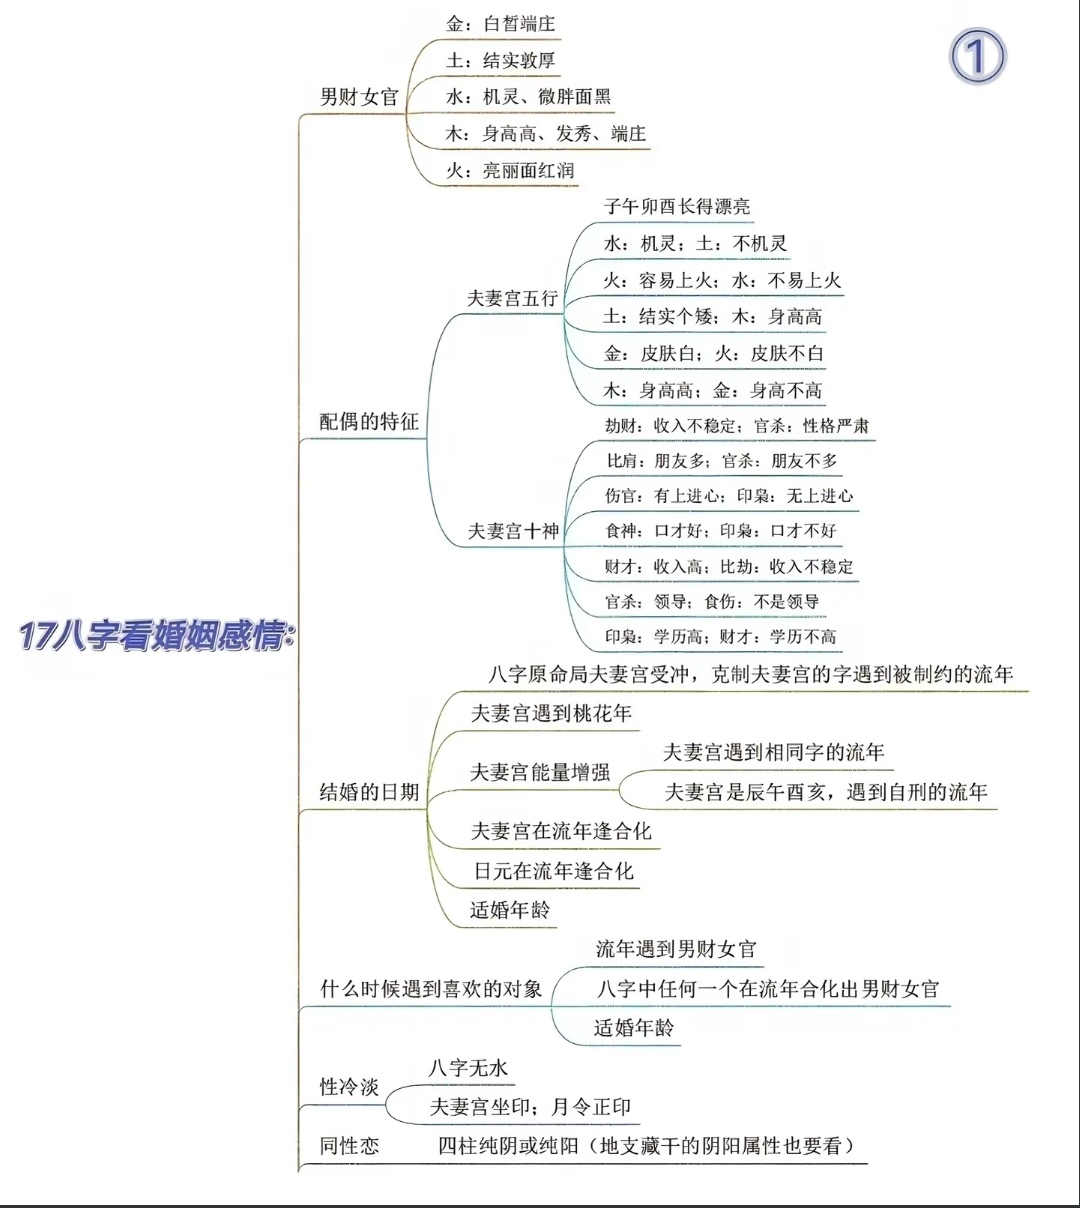 ①
17八字看婚姻感情:
男财女官
金：白皙端庄
土：结实敦厚
水：机灵、微胖面黑
木：身高高、发秀、端庄
火：亮丽面红润
配偶的特征
夫妻宫五行
子午卯酉长得漂亮
水：机灵；土：不机灵
火：容易上火；水：不易上火
土：结实个矮；木：身高高
金：皮肤白；火：皮肤不白
木：身高高；金：身高不高
夫妻宫十神
劫财：收入不稳定；官杀：性格严肃
比肩：朋友多；官杀：朋友不多
伤官：有上进心；印枭：无上进心
食神：口才好；印枭：口才不好
财才：收入高；比劫：收入不稳定
官杀：领导；食伤：不是领导
印枭：学历高；财才：学历不高
结婚的日期
八字原命局夫妻宫受冲，克制夫妻宫的字遇到被制约的流年
夫妻宫遇到桃花年
夫妻宫能量增强
夫妻宫遇到相同字的流年
夫妻宫是辰午酉亥，遇到自刑的流年
夫妻宫在流年逢合化
日元在流年逢合化
适婚年龄
什么时候遇到喜欢的对象
流年遇到男财女官
八字中任何一个在流年合化出男财女官
适婚年龄
性冷淡
八字无水
夫妻宫坐印；月令正印
同性恋
四柱纯阴或纯阳（地支藏干的阴阳属性也要看）